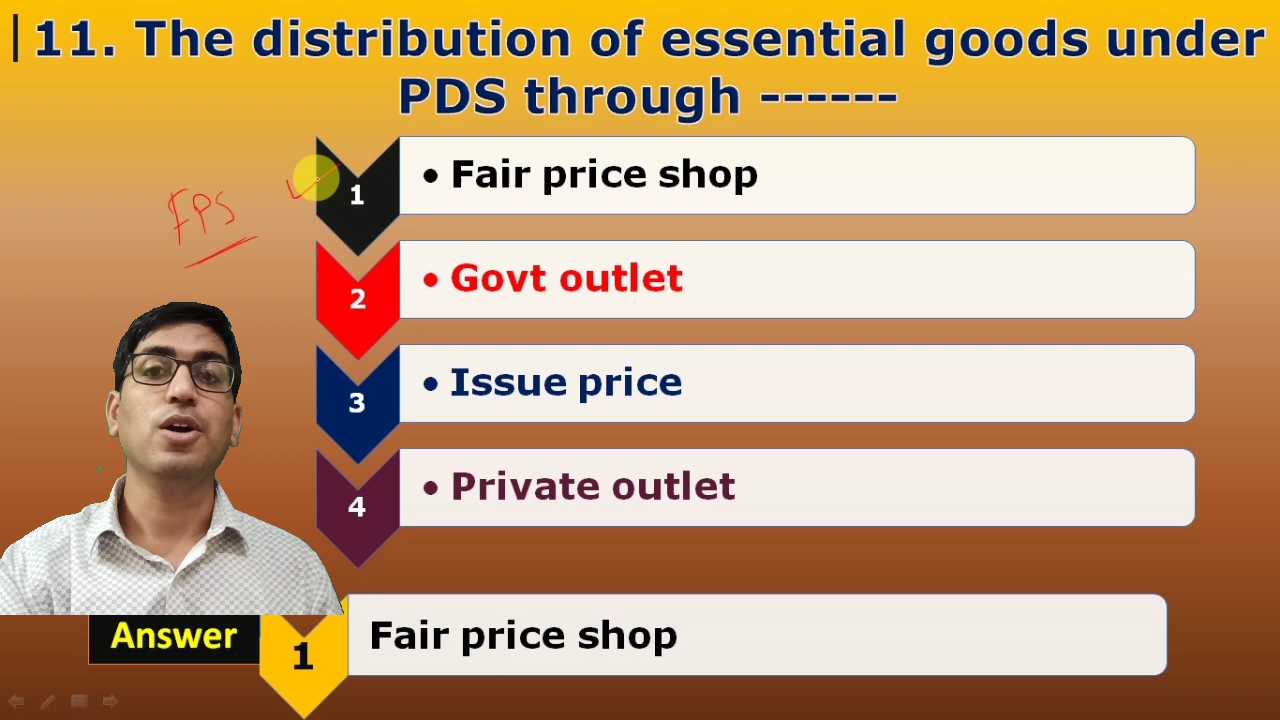 11. The distribution of essential goods under
PDS through ------
FPS
1
• Fair price shop
2
• Govt outlet
3
• Issue price
4
• Private outlet
Answer
1
Fair price shop